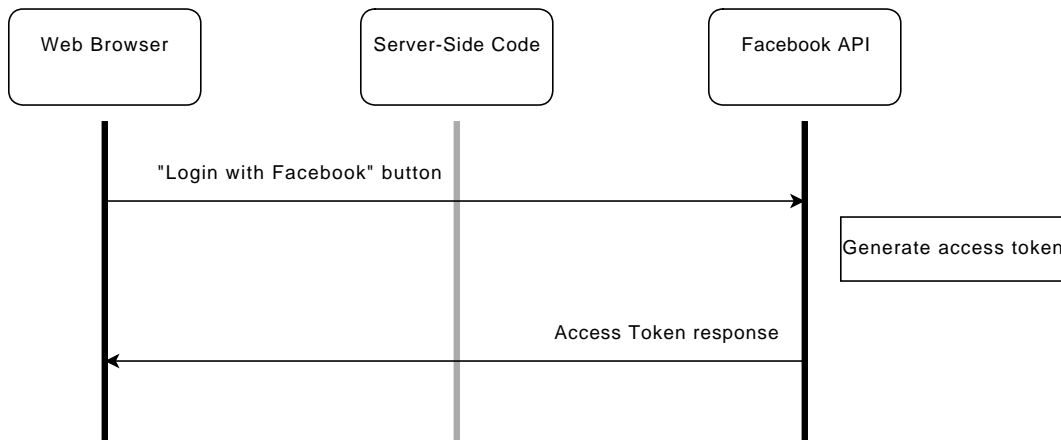 Web Browser
Server-Side Code
Facebook API
"Login with Facebook" button
Generate access token
Access Token response